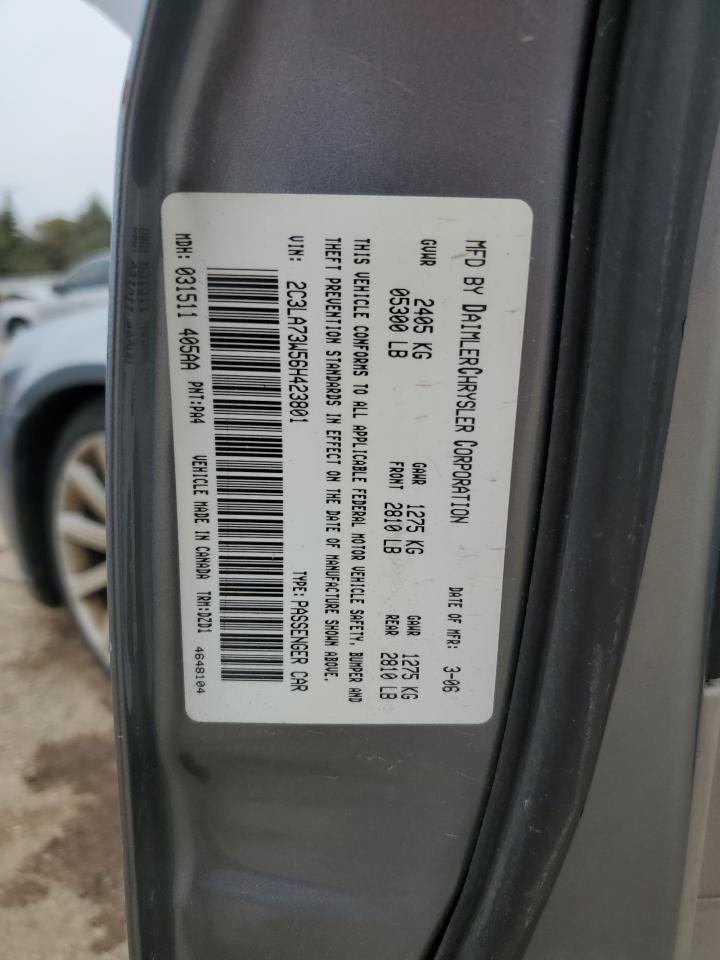 MFD BY DAIMLERCHRYSLER CORPORATION DATE OF MFR: 3-06
GVWR 2405 KG GAWR 1275 KG GAWR 1275 KG
05300 LB FRONT 2810 LB REAR 2810 LB
THIS VEHICLE CONFORMS TO ALL APPLICABLE FEDERAL MOTOR VEHICLE SAFETY, BUMPER AND
THEFT PREVENTION STANDARDS IN EFFECT ON THE DATE OF MANUFACTURE SHOWN ABOVE.
VIN: 2C3LA73W56H423801 TYPE: PASSENGER CAR
MDH: 031511 405AA PNT:PA4 VEHICLE MADE IN CANADA TRM:DZD1
4648104